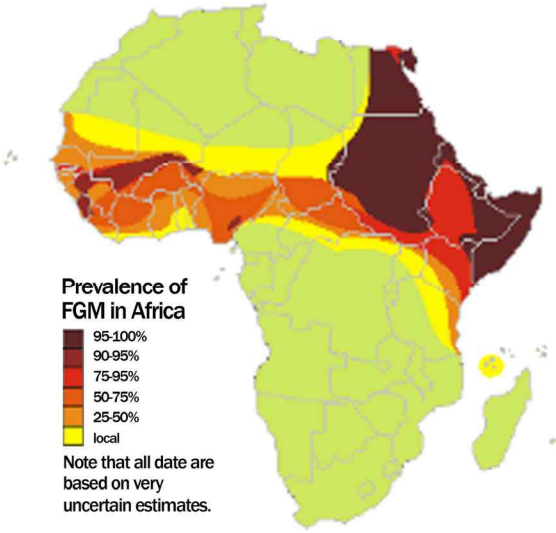 Prevalence of
FGM in Africa
95-100%
90-95%
75-95%
50-75%
25-50%
local
Note that all date are
based on very
uncertain estimates.